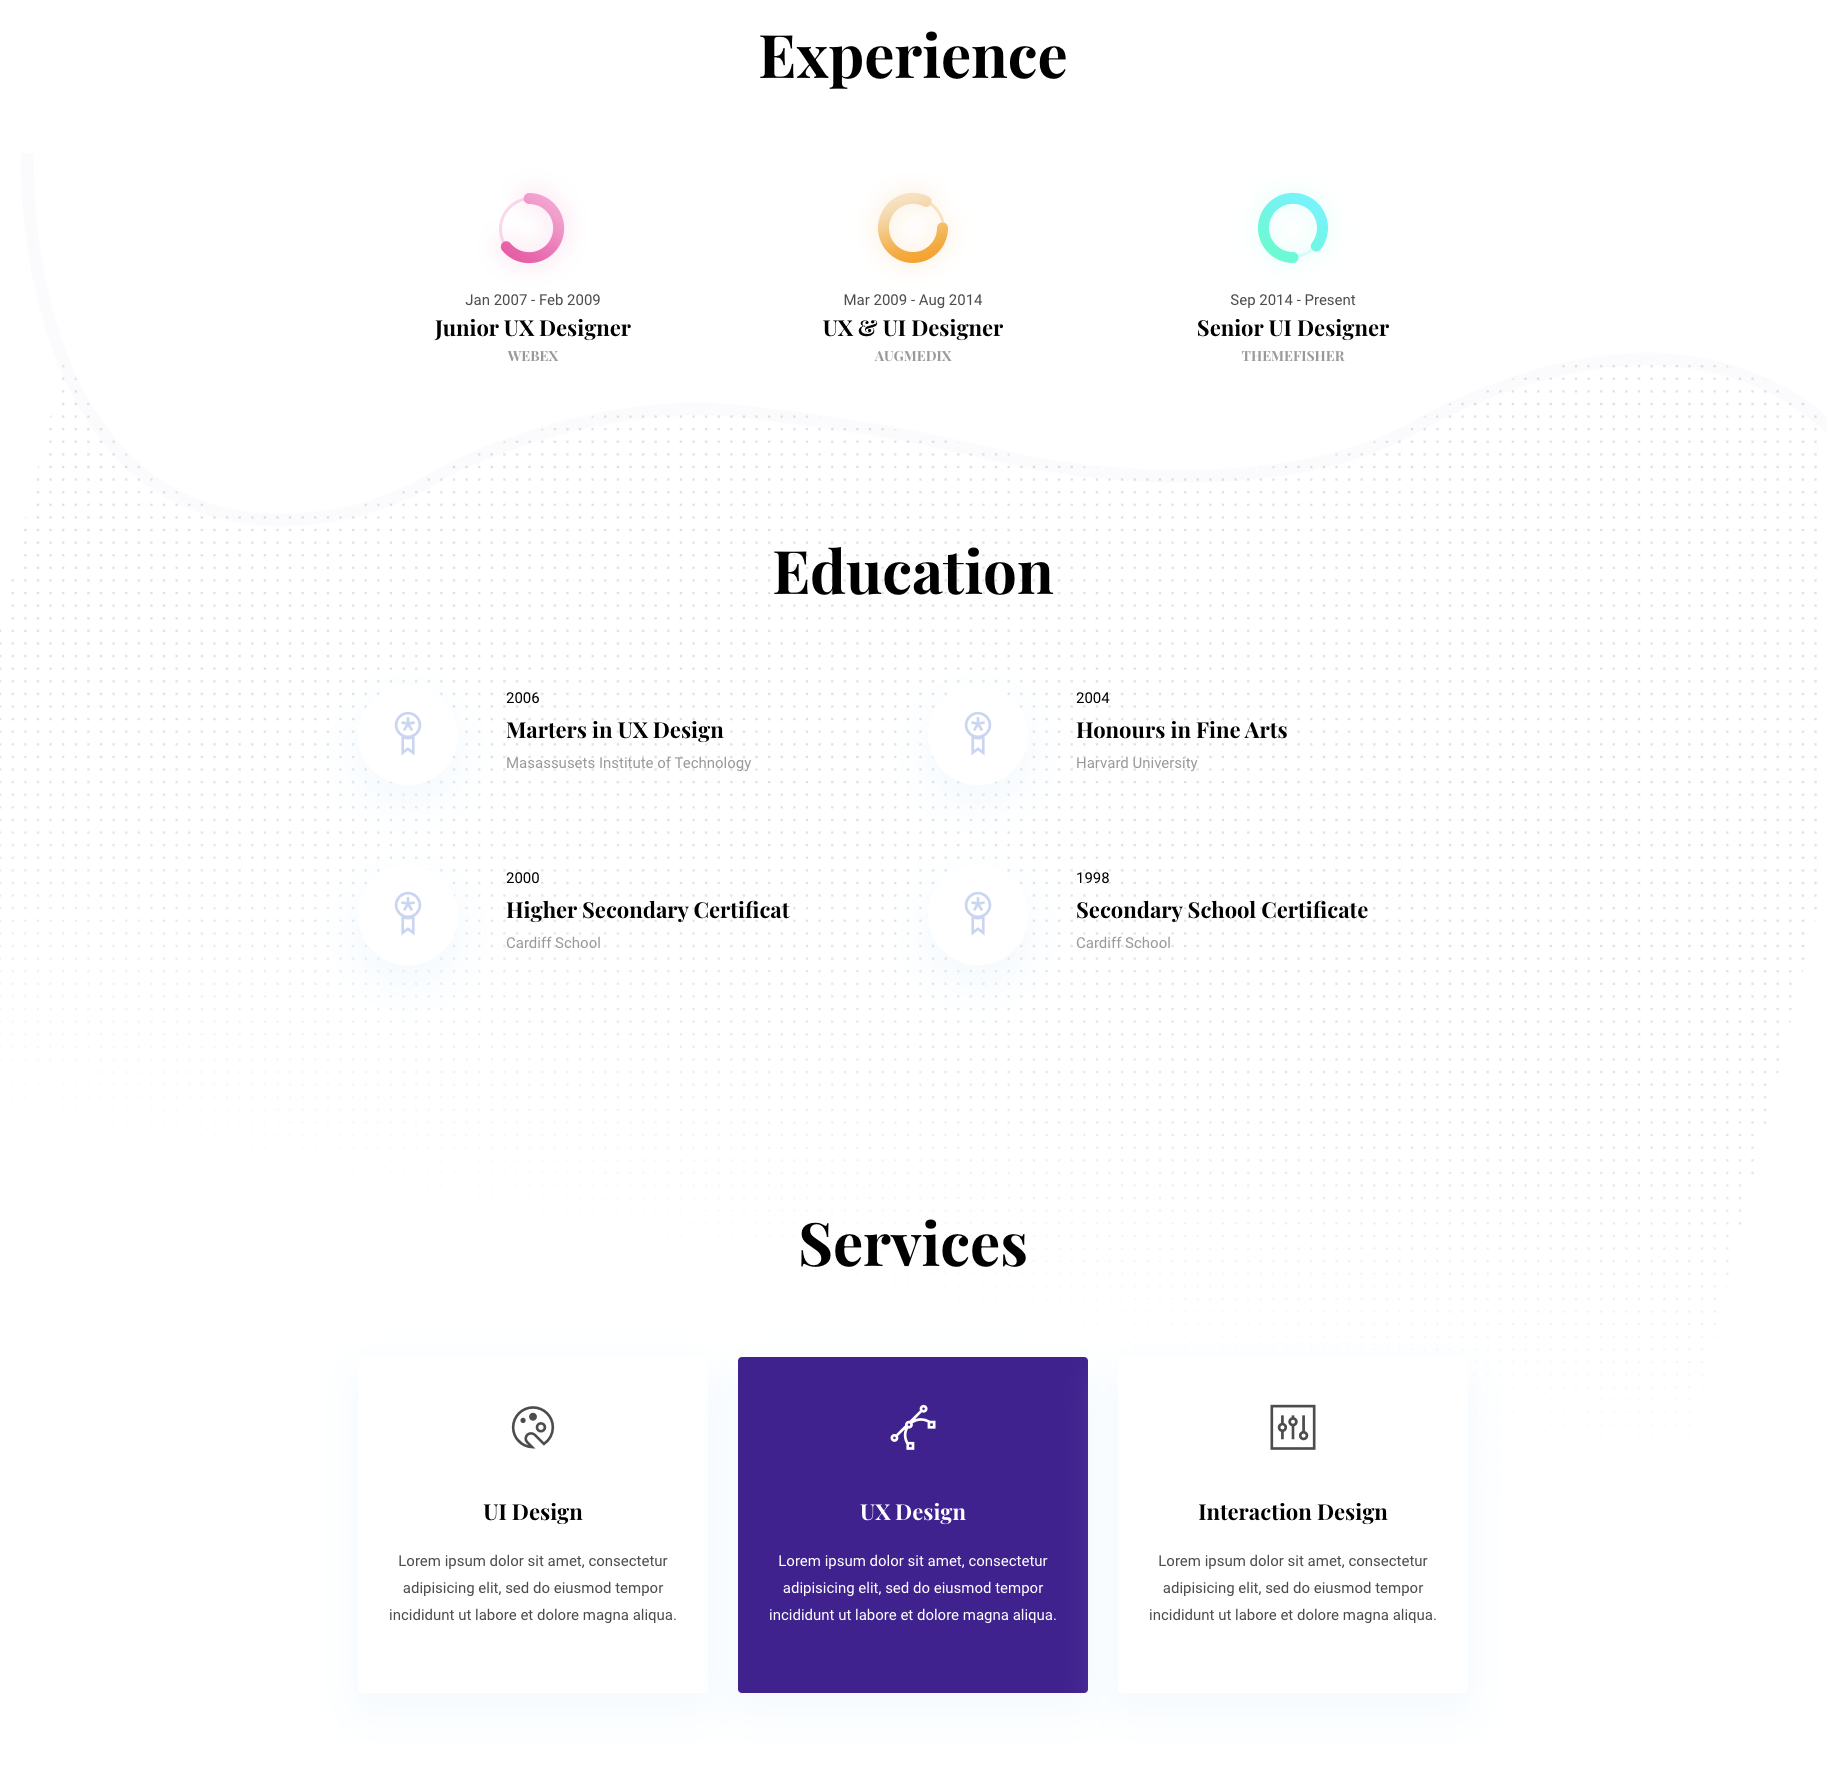 Experience
Jan 2007 - Feb 2009
Junior UX Designer
WEBEX
Mar 2009 - Aug 2014
UX & UI Designer
AUGMEDIX
Sep 2014 - Present
Senior UI Designer
THEMEFISHER
Education
2006
Marters in UX Design
Masassusets Institute of Technology
2004
Honours in Fine Arts
Harvard University
2000
Higher Secondary Certificat
Cardiff School
1998
Secondary School Certificate
Cardiff School
Services
UI Design
Lorem ipsum dolor sit amet, consectetur
adipisicing elit, sed do eiusmod tempor
incididunt ut labore et dolore magna aliqua.
UX Design
Lorem ipsum dolor sit amet, consectetur
adipisicing elit, sed do eiusmod tempor
incididunt ut labore et dolore magna aliqua.
Interaction Design
Lorem ipsum dolor sit amet, consectetur
adipisicing elit, sed do eiusmod tempor
incididunt ut labore et dolore magna aliqua.